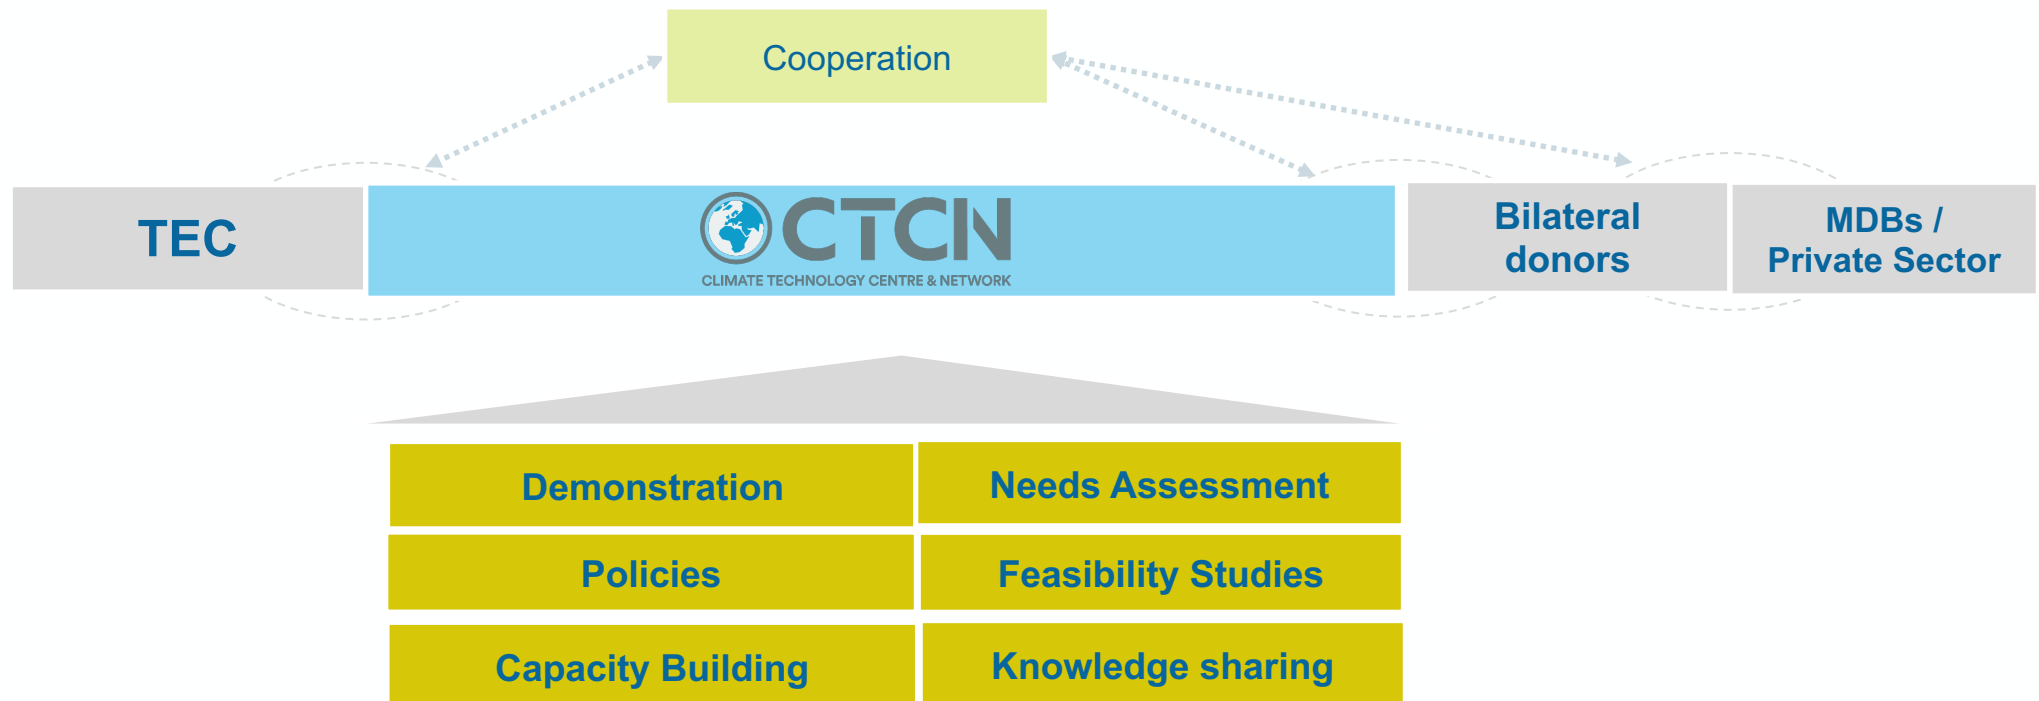 Cooperation
TEC
CTCN
CLIMATE TECHNOLOGY CENTRE & NETWORK
Bilateral
donors
MDBs /
Private Sector
Demonstration
Needs Assessment
Policies
Feasibility Studies
Capacity Building
Knowledge sharing